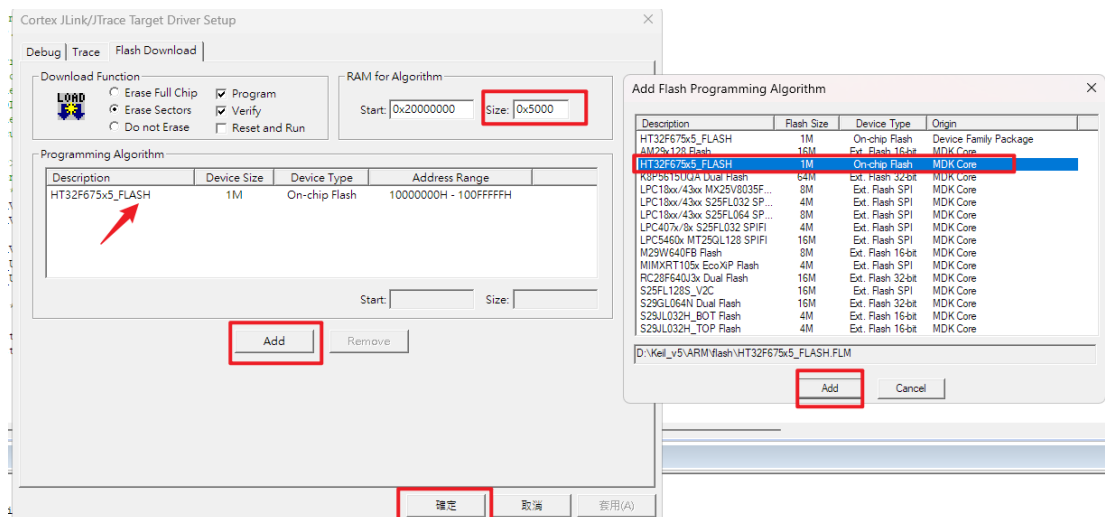 Cortex JLink/JTrace Target Driver Setup
Debug Trace Flash Download
Download Function
LOAD
Erase Full Chip
Erase Sectors
Do not Erase
Program
Verify
Reset and Run
RAM for Algorithm
Start: 0x20000000 Size: 0x5000
Programming Algorithm
Description Device Size Device Type Address Range
HT32F675x5_FLASH 1M On-chip Flash 10000000H - 100FFFFFH
Start: Size:
Add Remove
確定 取消 套用(A)
Add Flash Programming Algorithm
Description Flash Size Device Type Origin
HT32F675x5_FLASH 1M On-chip Flash Device Family Package
AM29x128 Flash 16M Ext. Flash 16-bit MDK Core
HT32F675x5_FLASH 1M On-chip Flash MDK Core
K8P5615UQA Dual Flash 64M Ext. Flash 32-bit MDK Core
LPC18xx/43xx MX25V8035F... 8M Ext. Flash SPI MDK Core
LPC18xx/43xx S25FL032 SP... 4M Ext. Flash SPI MDK Core
LPC18xx/43xx S25FL064 SP... 8M Ext. Flash SPI MDK Core
LPC407x/8x S25FL032 SPIFI 4M Ext. Flash SPI MDK Core
LPC5460x MT25QL128 SPIFI 16M Ext. Flash SPI MDK Core
M29W640FB Flash 8M Ext. Flash 16-bit MDK Core
MIMXRT105x EcoXiP Flash 4M Ext. Flash SPI MDK Core
RC28F640J3x Dual Flash 16M Ext. Flash 32-bit MDK Core
S25FL128S_V2C 16M Ext. Flash SPI MDK Core
S29GL064N Dual Flash 16M Ext. Flash 32-bit MDK Core
S29JL032H_BOT Flash 4M Ext. Flash 16-bit MDK Core
S29JL032H_TOP Flash 4M Ext. Flash 16-bit MDK Core
D:\Keil_v5\ARM\flash\HT32F675x5_FLASH.FLM
Add Cancel